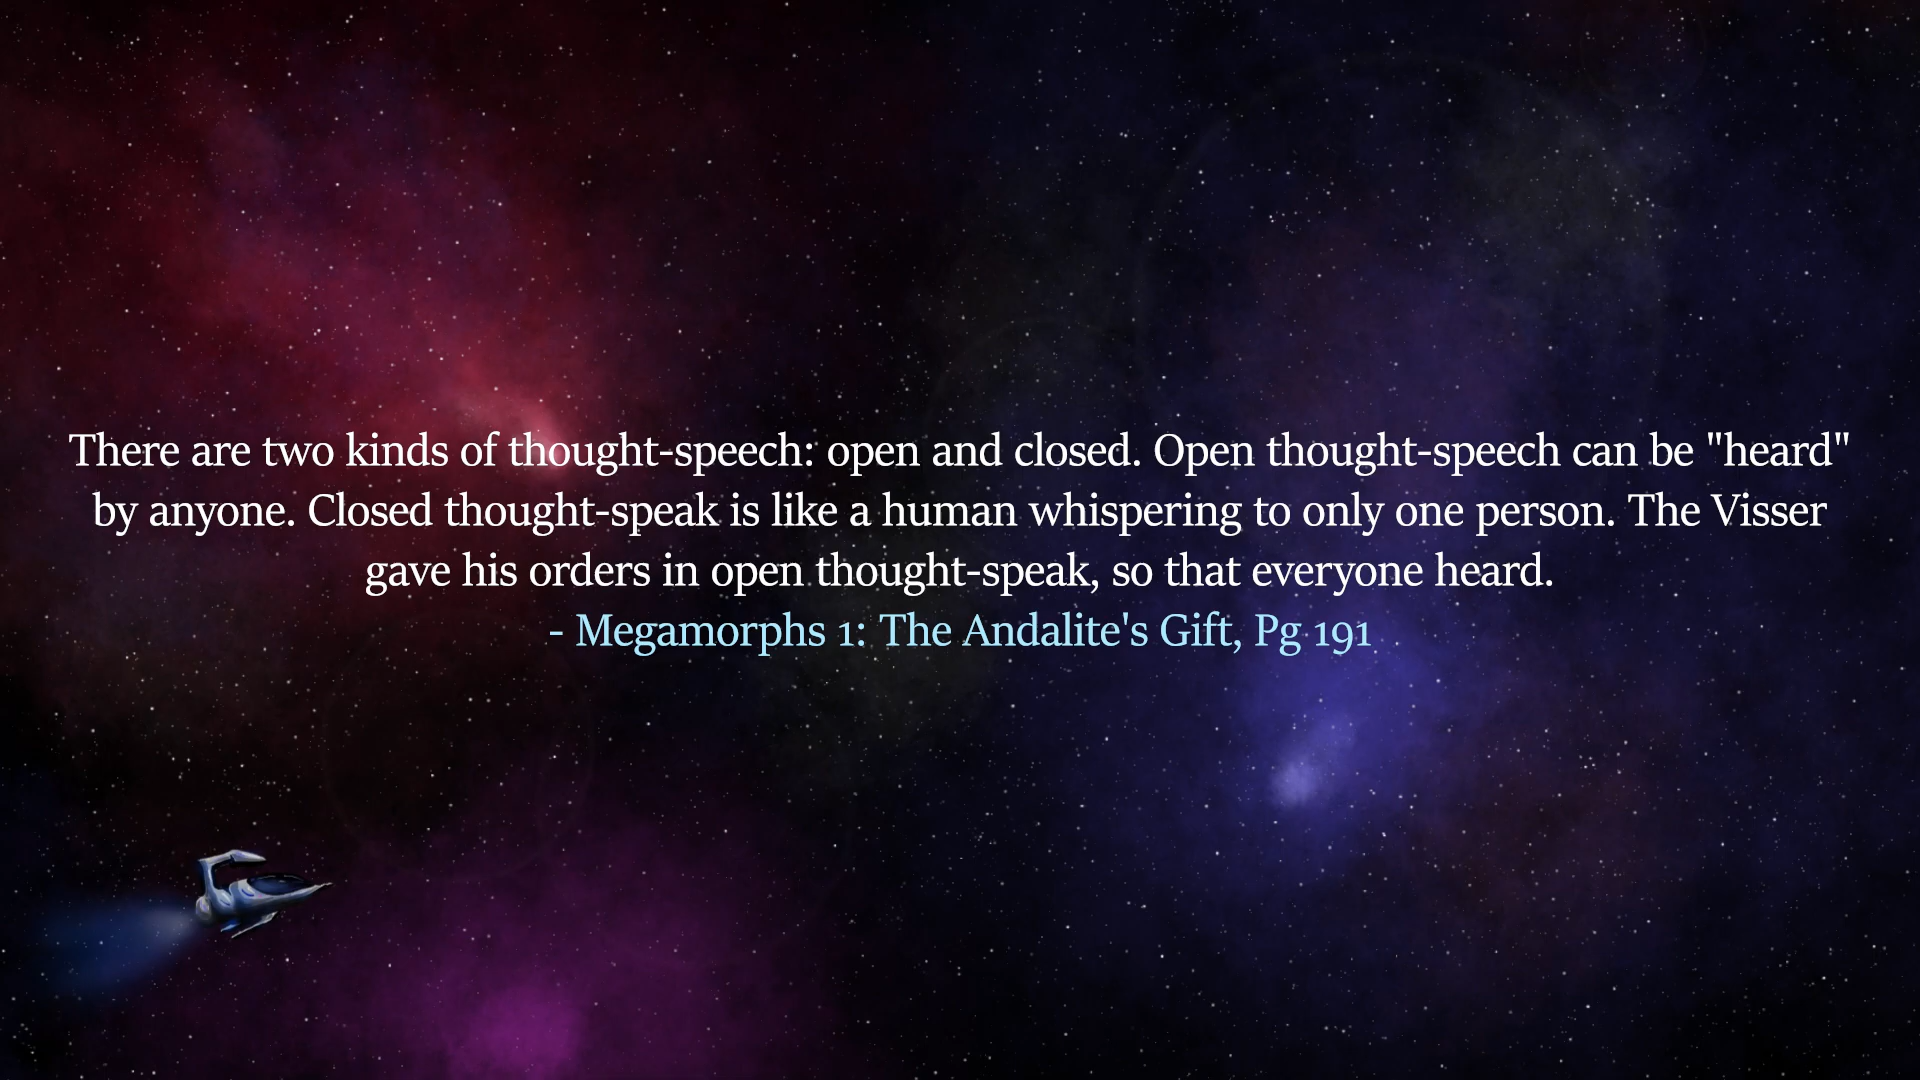 There are two kinds of thought-speech: open and closed. Open thought-speech can be "heard"
by anyone. Closed thought-speak is like a human whispering to only one person. The Visser
gave his orders in open thought-speak, so that everyone heard.
- Megamorphs 1: The Andalite's Gift, Pg 191